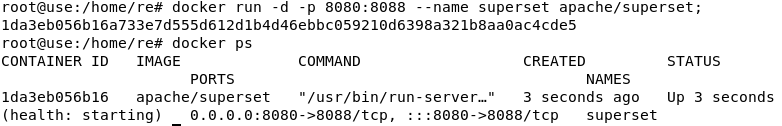 root@use:/home/re# docker run -d -p 8080:8088 --name superset apache/superset;
1da3eb056b16a733e7d555d612d1b4d46ebbc059210d6398a321b8aa0ac4cde5
root@use:/home/re# docker ps
CONTAINER ID   IMAGE             COMMAND                  CREATED         STATUS
                       PORTS                                       NAMES
1da3eb056b16   apache/superset   "/usr/bin/run-server…"   3 seconds ago   Up 3 seconds
(health: starting)   0.0.0.0:8080->8088/tcp, :::8080->8088/tcp   superset